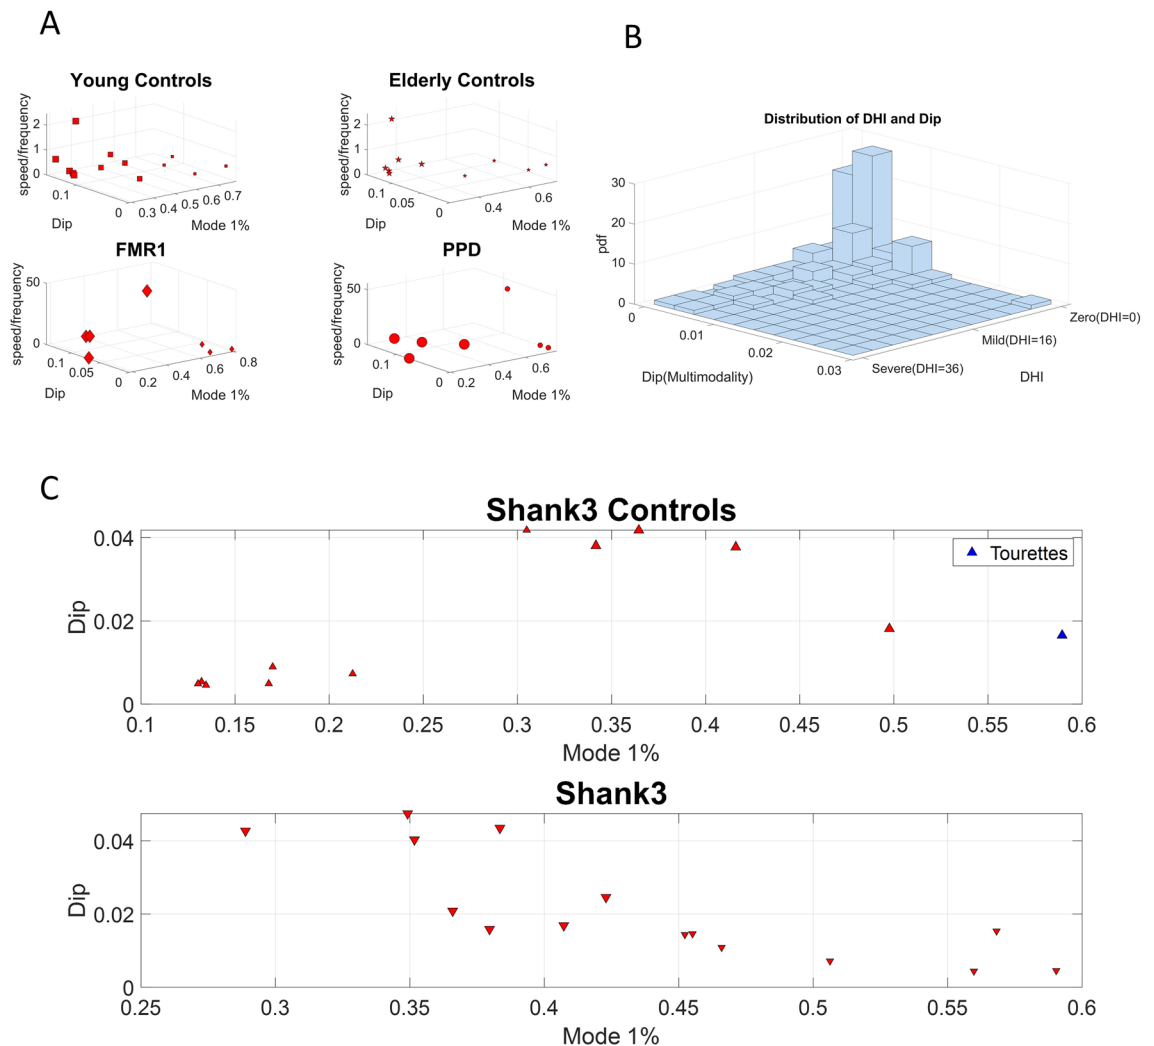 A
B
Young Controls
speed/frequency
2
1
0
0.1
0
Dip
0.3 0.4 0.5 0.6 0.7
Mode 1%
Elderly Controls
speed/frequency
2
1
0
0.1
0.05
0
Dip
0.4
0.6
Mode 1%
FMR1
speed/frequency
50
0
0.1
0.05
0
Dip
0.2
0.4
0.6
0.8
Mode 1%
PPD
speed/frequency
50
0
0.1
0
Dip
0.2
0.4
0.6
Mode 1%
Distribution of DHI and Dip
pdf
30
20
10
0
0
0.01
0.02
0.03
Dip(Multimodality)
Zero(DHI=0)
Mild(DHI=16)
Severe(DHI=36)
DHI
C
Shank3 Controls
Tourettes
Dip
0.04
0.02
0
0.1 0.15 0.2 0.25 0.3 0.35 0.4 0.45 0.5 0.55 0.6
Mode 1%
Shank3
Dip
0.04
0.02
0
0.25 0.3 0.35 0.4 0.45 0.5 0.55 0.6
Mode 1%